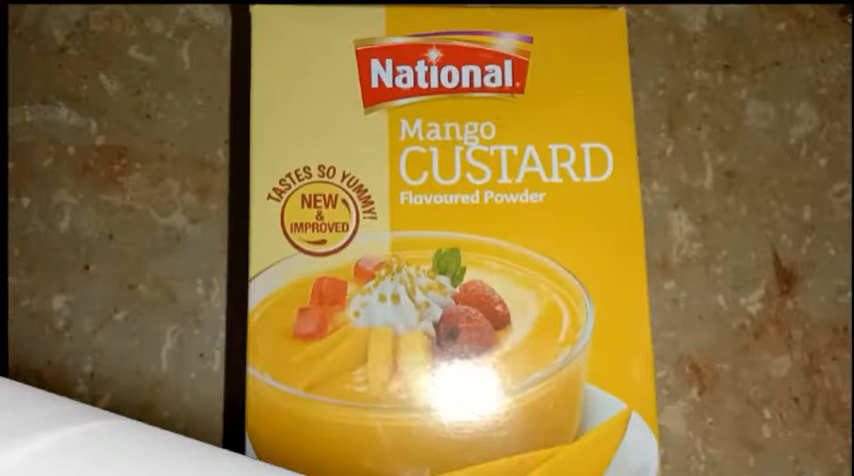 National
Mango
CUSTARD
Flavoured Powder
TASTES SO YUMMY!
NEW
&
IMPROVED